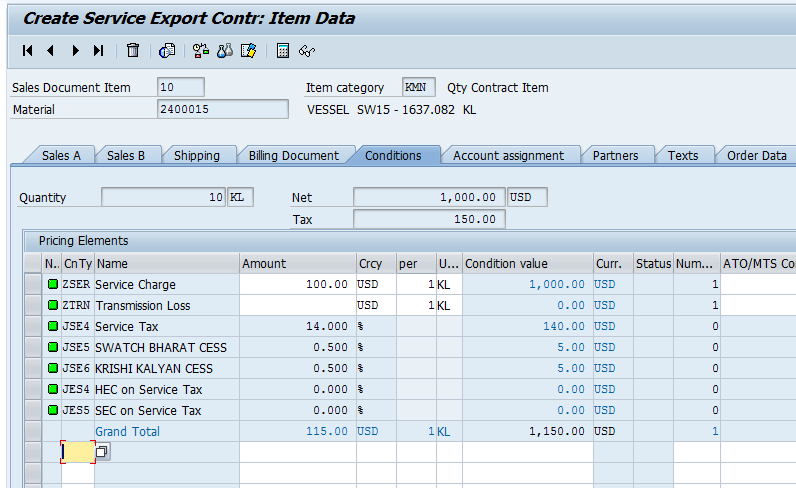 Create Service Export Contr: Item Data
Sales Document Item 10 Item category KMN Qty Contract Item
Material 2400015 VESSEL SW15 - 1637.082 KL
Sales A Sales B Shipping Billing Document Conditions Account assignment Partners Texts Order Data
Quantity 10 KL Net 1,000.00 USD
Tax 150.00
Pricing Elements
N.. CnTy Name Amount Crcy per U... Condition value Curr. Status Num... ATO/MTS Co
ZSER Service Charge 100.00 USD 1 KL 1,000.00 USD 1
ZTRN Transmission Loss USD 1 KL 0.00 USD 1
JSE4 Service Tax 14.000 % 140.00 USD 0
JSE5 SWATCH BHARAT CESS 0.500 % 5.00 USD 0
JSE6 KRISHI KALYAN CESS 0.500 % 5.00 USD 0
JES4 HEC on Service Tax 0.000 % 0.00 USD 0
JES5 SEC on Service Tax 0.000 % 0.00 USD 0
Grand Total 115.00 USD 1 KL 1,150.00 USD 1